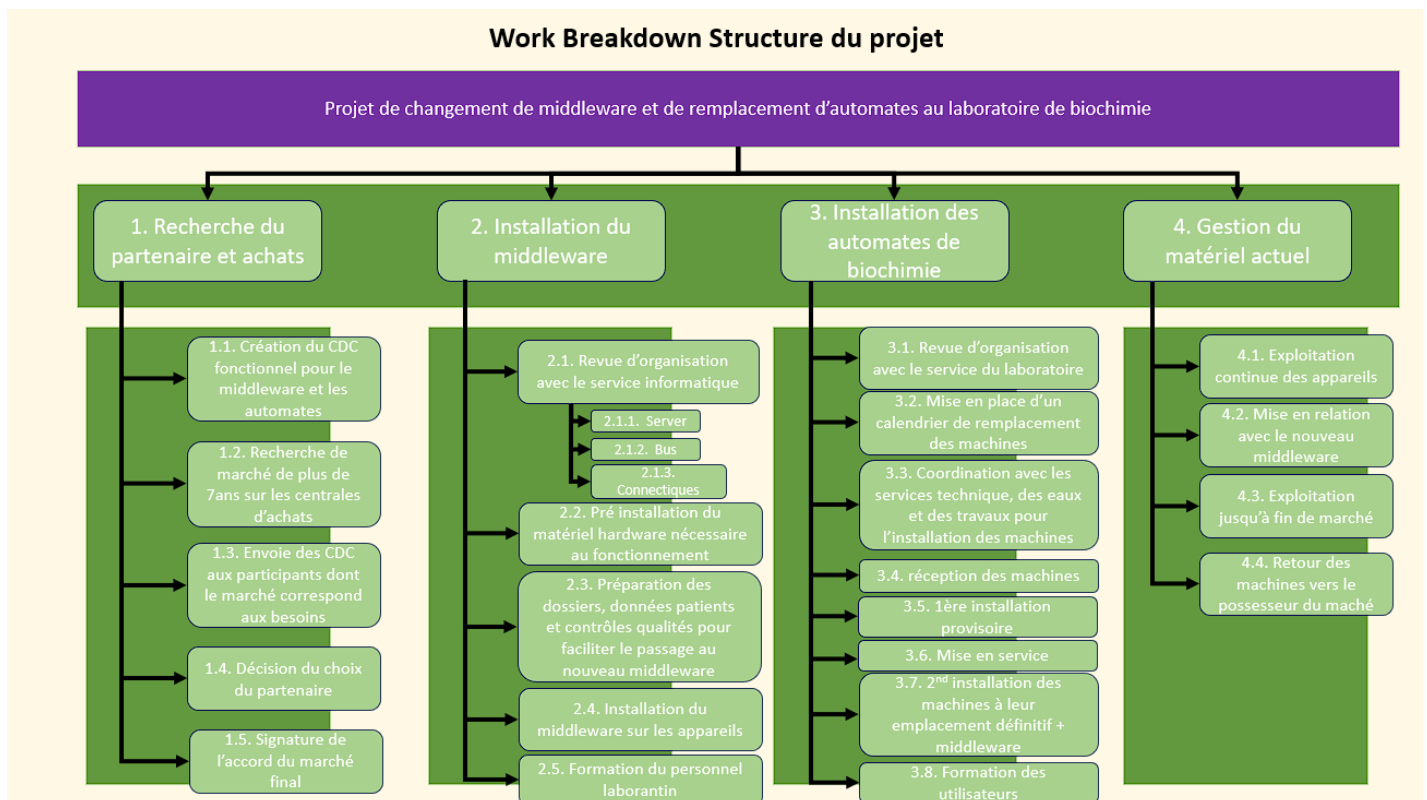 Work Breakdown Structure du projet
Projet de changement de middleware et de remplacement d'automates au laboratoire de biochimie
1. Recherche du
partenaire et achats
2. Installation du
middleware
3. Installation des
automates de
biochimie
4. Gestion du
matériel actuel
1.1. Création du CDC
fonctionnel pour le
middleware et les
automates
1.2. Recherche de
marché de plus de
7ans sur les centrales
d'achats
1.3. Envoie des CDC
aux participants dont
le marché correspond
aux besoins
1.4. Décision du choix
du partenaire
1.5. Signature de
l'accord du marché
final
2.1. Revue d'organisation
avec le service informatique
2.1.1. Server
2.1.2. Bus
2.1.3.
Connectiques
2.2. Pré installation du
matériel hardware nécessaire
au fonctionnement
2.3. Préparation des
dossiers, données patients
et contrôles qualités pour
faciliter le passage au
nouveau middleware
2.4. Installation du
middleware sur les appareils
2.5. Formation du personnel
laborantin
3.1. Revue d'organisation
avec le service du laboratoire
3.2. Mise en place d'un
calendrier de remplacement
des machines
3.3. Coordination avec les
services technique, des eaux
et des travaux pour
l'installation des machines
3.4. réception des machines
3.5. 1ère installation
provisoire
3.6. Mise en service
3.7. 2nd installation des
machines à leur
emplacement définitif +
middleware
3.8. Formation des
utilisateurs
4.1. Exploitation
continue des appareils
4.2. Mise en relation
avec le nouveau
middleware
4.3. Exploitation
jusqu'à fin de marché
4.4. Retour des
machines vers le
possesseur du maché